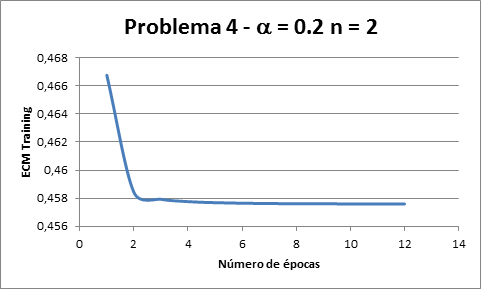 Problema 4 - α = 0.2 n = 2
0,468
0,466
0,464
0,462
0,46
0,458
0,456
ECM Training
0 2 4 6 8 10 12 14
Número de épocas